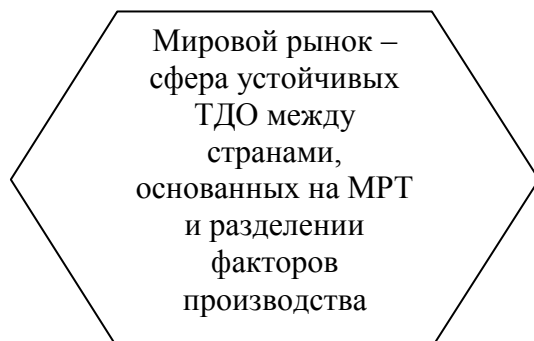 Мировой рынок –
сфера устойчивых
ТДО между
странами,
основанных на МРТ
и разделении
факторов
производства